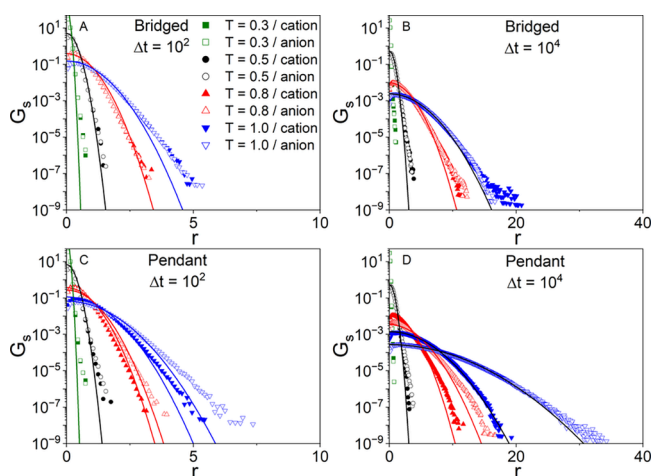 A
Bridged
Δt = 10²
T = 0.3 / cation
T = 0.3 / anion
T = 0.5 / cation
T = 0.5 / anion
T = 0.8 / cation
T = 0.8 / anion
T = 1.0 / cation
T = 1.0 / anion
10¹
10⁻¹
10⁻³
10⁻⁵
10⁻⁷
10⁻⁹
Gₛ
0
5
10
r
B
Bridged
Δt = 10⁴
10¹
10⁻¹
10⁻³
10⁻⁵
10⁻⁷
10⁻⁹
Gₛ
0
10
20
30
40
r
C
Pendant
Δt = 10²
10¹
10⁻¹
10⁻³
10⁻⁵
10⁻⁷
10⁻⁹
Gₛ
0
5
10
r
D
Pendant
Δt = 10⁴
10¹
10⁻¹
10⁻³
10⁻⁵
10⁻⁷
10⁻⁹
Gₛ
0
10
20
30
40
r